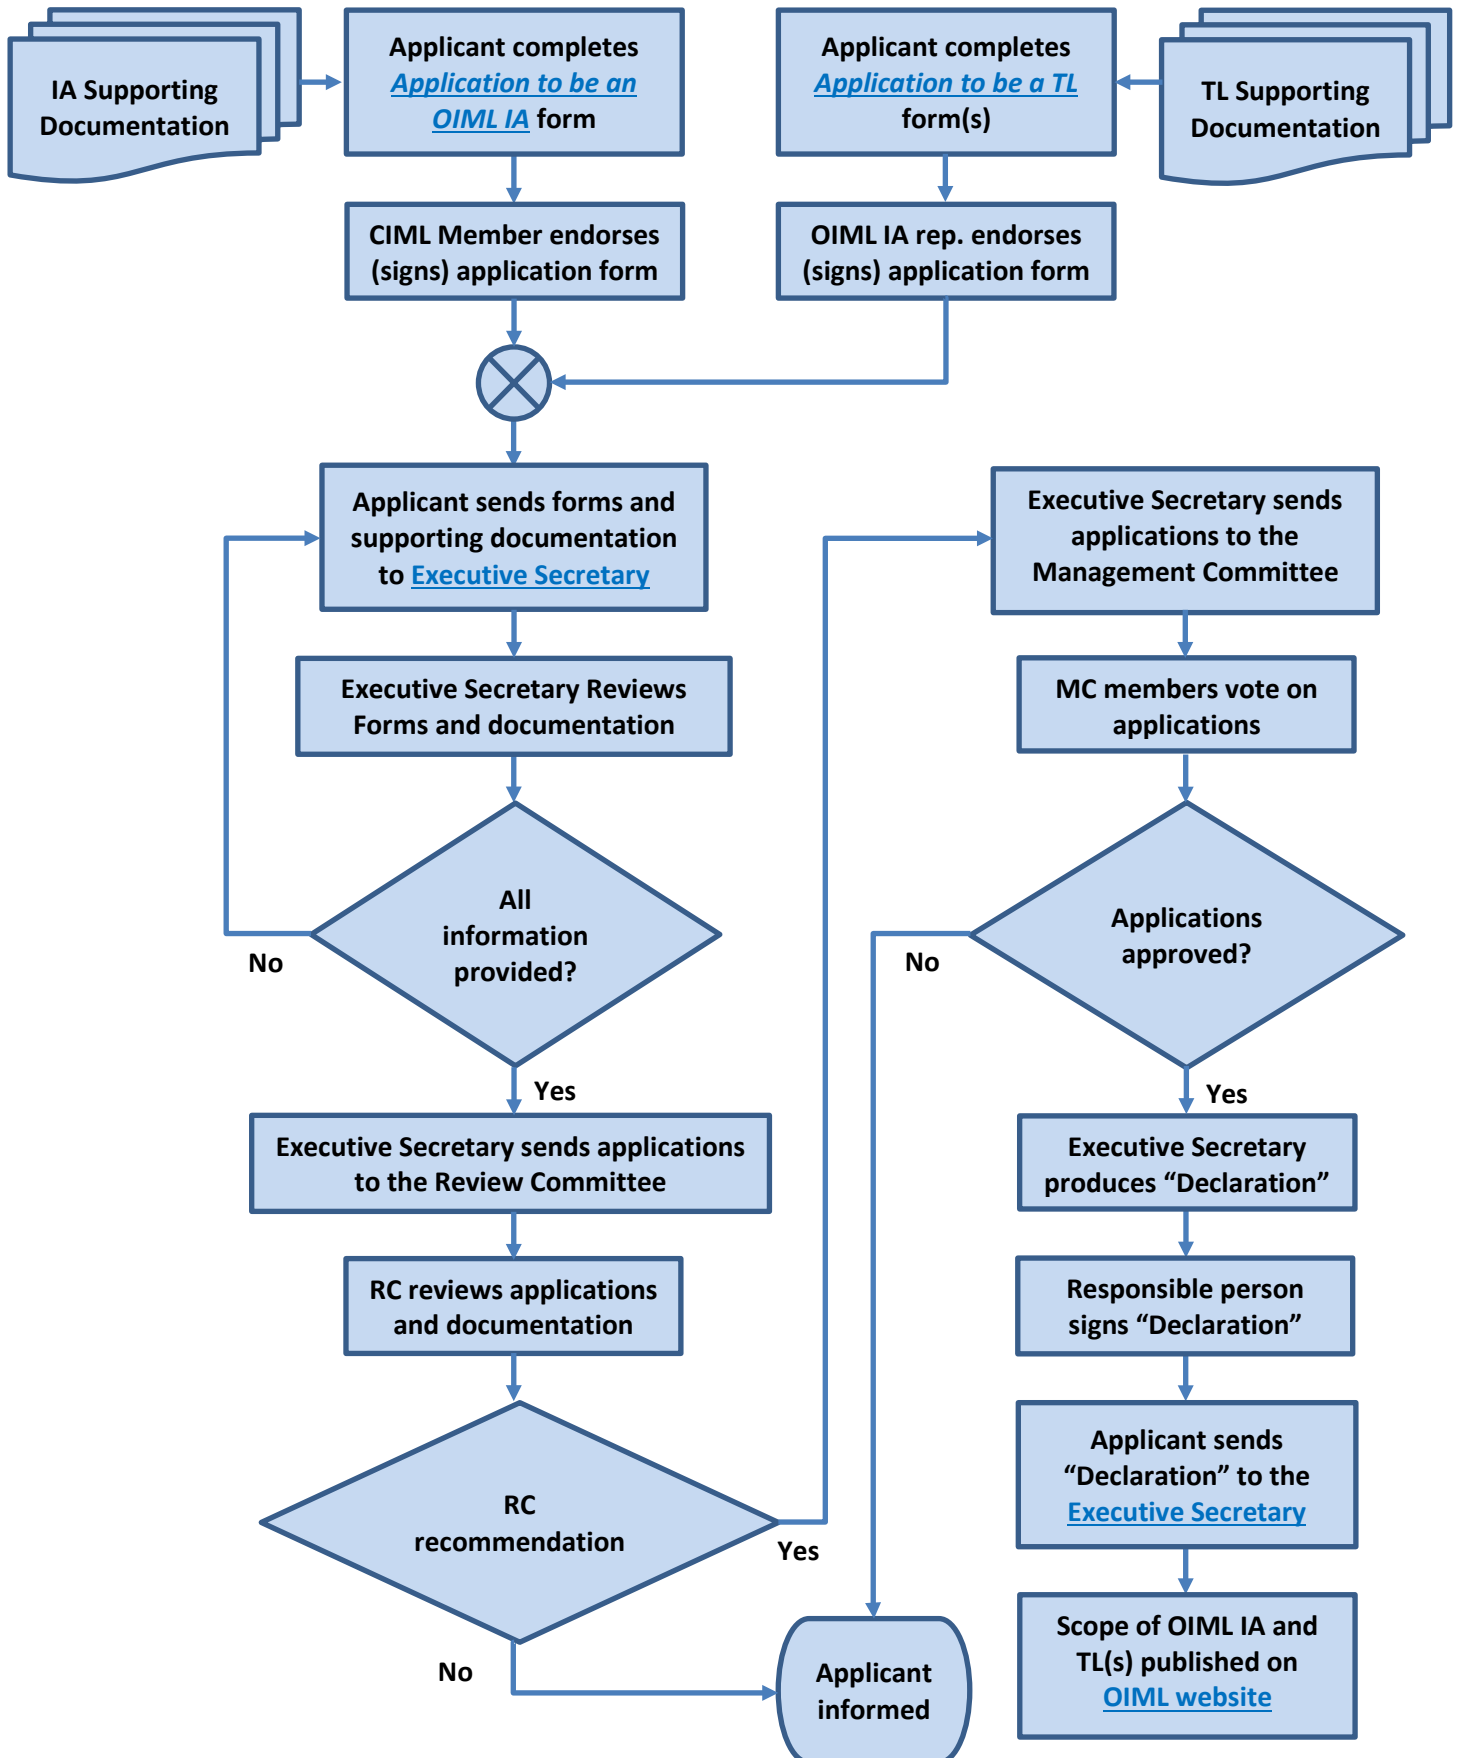 IA Supporting
Documentation
Applicant completes
Application to be an
OIML IA form
Applicant completes
Application to be a TL
form(s)
TL Supporting
Documentation
CIML Member endorses
(signs) application form
OIML IA rep. endorses
(signs) application form
Applicant sends forms and
supporting documentation
to Executive Secretary
Executive Secretary Reviews
Forms and documentation
All
information
provided?
No
Yes
Executive Secretary sends applications
to the Review Committee
RC reviews applications
and documentation
RC
recommendation
Yes
No
Executive Secretary sends
applications to the
Management Committee
MC members vote on
applications
Applications
approved?
No
Yes
Executive Secretary
produces “Declaration”
Responsible person
signs “Declaration”
Applicant sends
“Declaration” to the
Executive Secretary
Scope of OIML IA and
TL(s) published on
OIML website
Applicant
informed